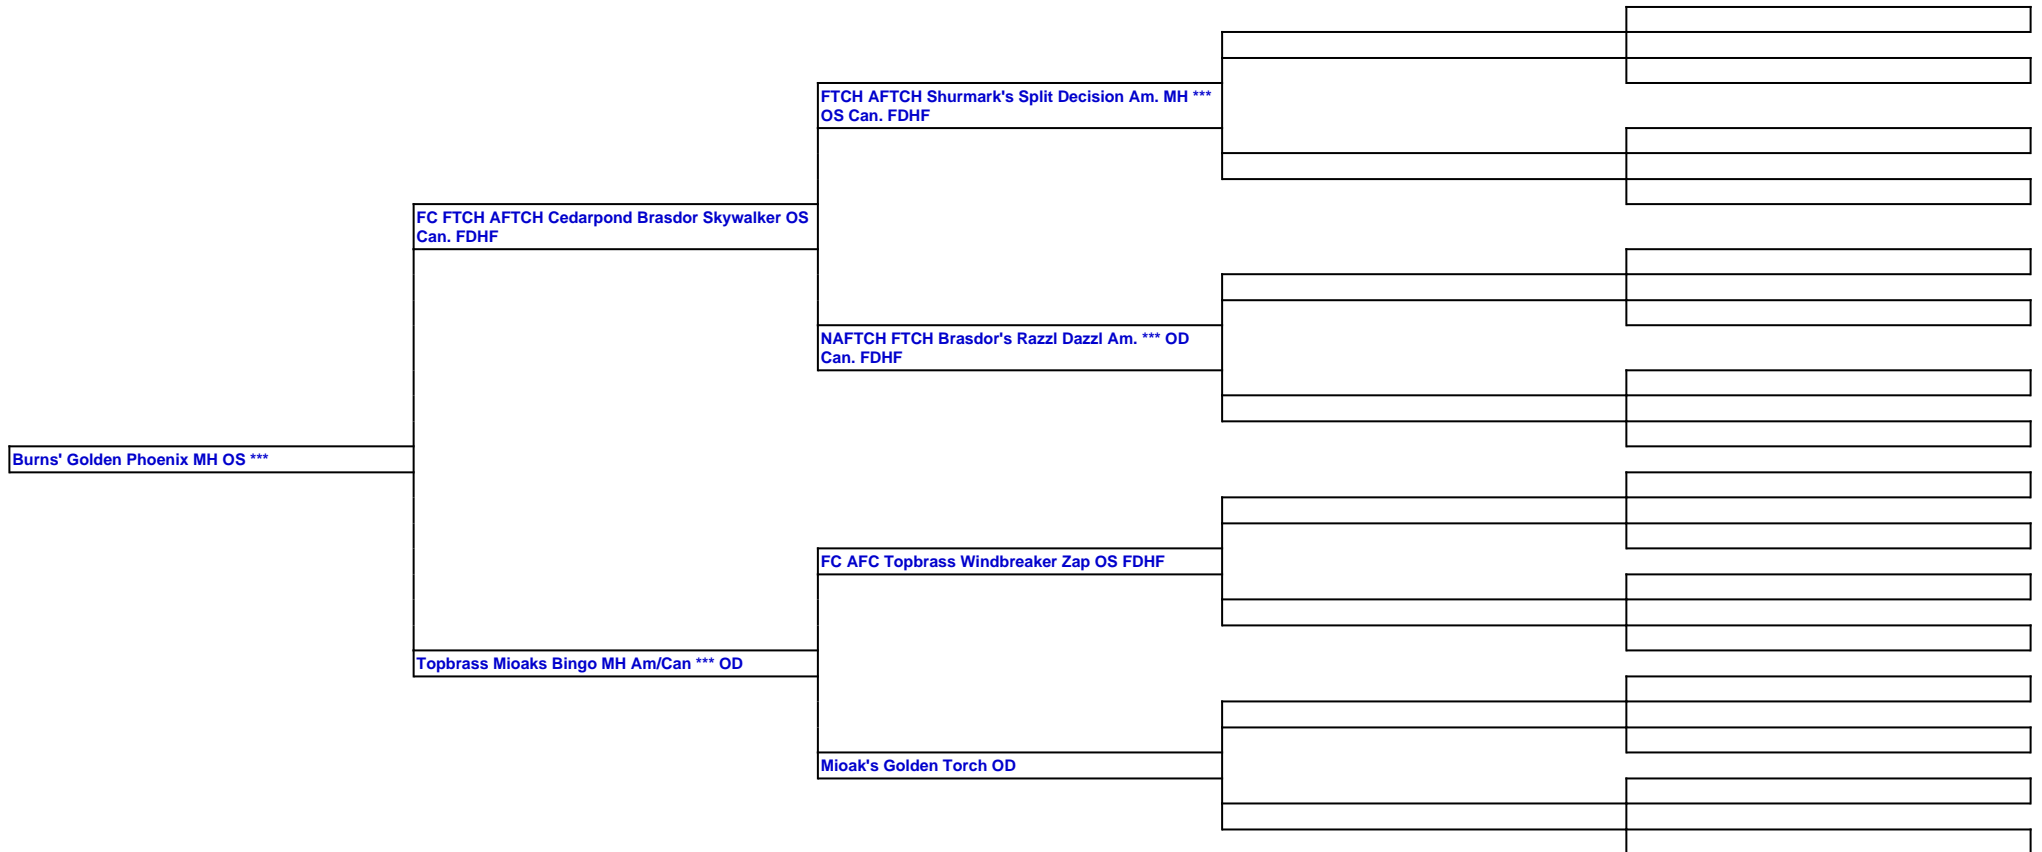 FTCH AFTCH Shurmark's Split Decision Am. MH ***
OS Can. FDHF
FC FTCH AFTCH Cedarpond Brasdor Skywalker OS
Can. FDHF
NAFTCH FTCH Brasdor's Razzl Dazzl Am. *** OD
Can. FDHF
Burns' Golden Phoenix MH OS ***
FC AFC Topbrass Windbreaker Zap OS FDHF
Topbrass Mioaks Bingo MH Am/Can *** OD
Mioak's Golden Torch OD